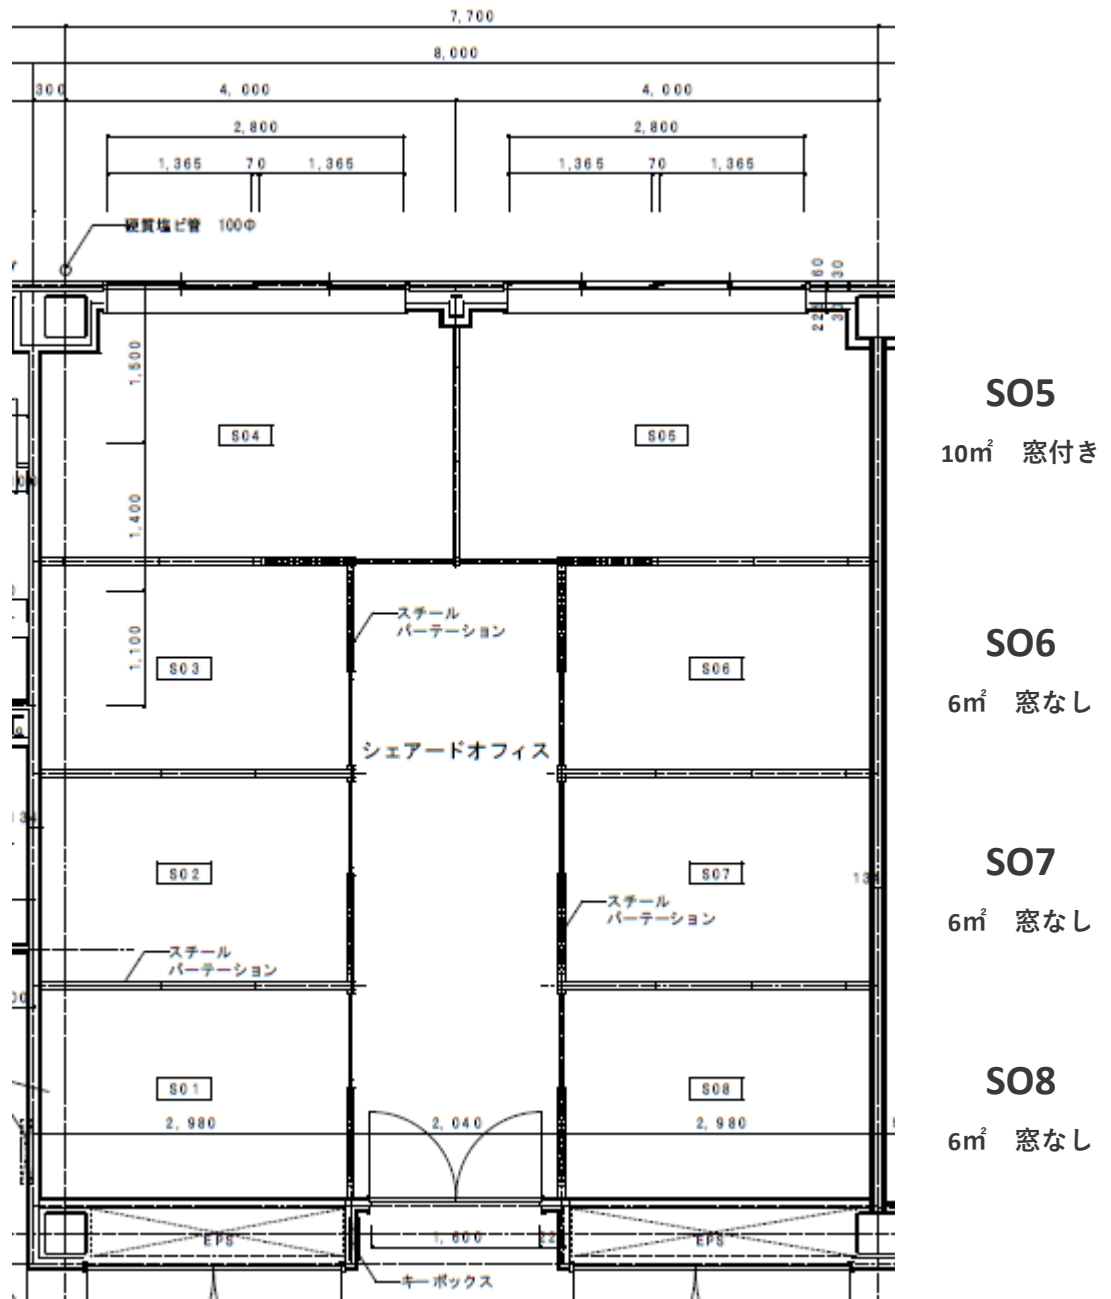 7,700
8,000
300
4,000
4,000
2,800
2,800
1,365
70
1,365
1,365
70
1,365
硬質塩ビ管 100Φ
60
30
30
1,500
S04
S05
SO5
10㎡ 窓付き
1,400
スチール
パーテーション
1,100
S03
S06
SO6
6㎡ 窓なし
シェアードオフィス
S02
S07
SO7
134
スチール
パーテーション
6㎡ 窓なし
スチール
パーテーション
S01
S08
SO8
2,980
2,040
2,980
6㎡ 窓なし
EPS
1,600
22
EPS
キーボックス